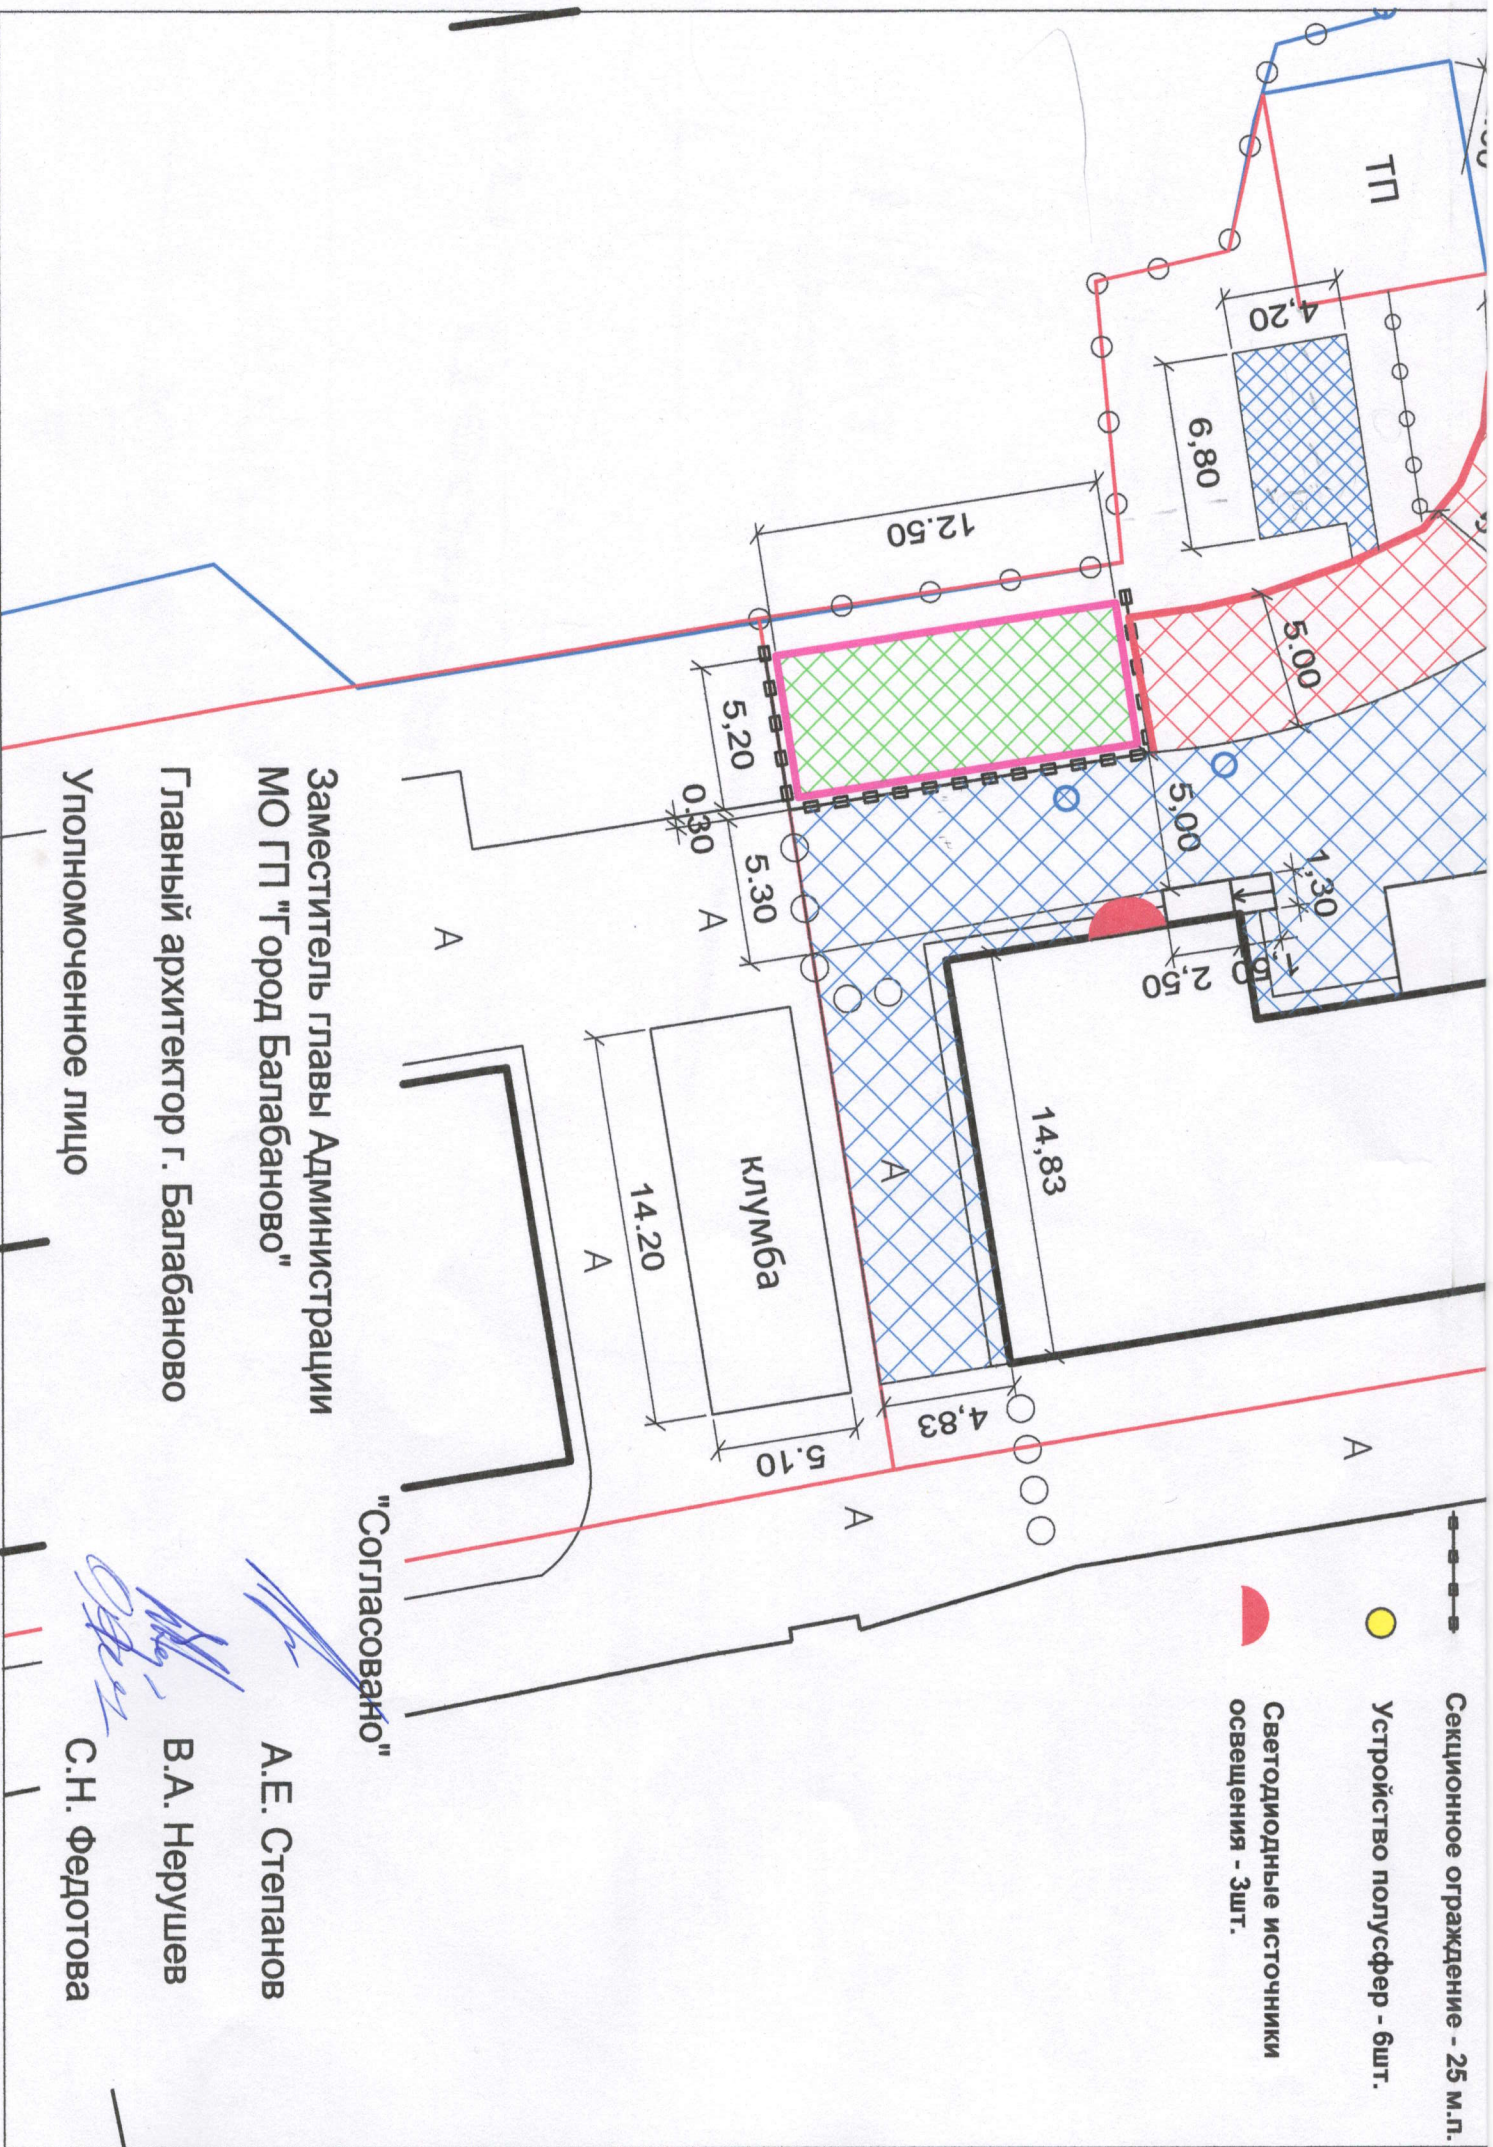 Секционное ограждение - 25 м.п.
Устройство полусфер - 6шт.
Светодиодные источники
освещения - 3шт.
ТП
4,20
6,80
12.50
5.00
5,00
1,30
2,50
5,20
0.30
5.30
14,83
4,83
клумба
14.20
5.10
А
А
А
А
А
А
"Согласовано"
Заместитель главы Администрации
МО ГП "Город Балабаново" А.Е. Степанов
Главный архитектор г. Балабаново В.А. Нерушев
Уполномоченное лицо С.Н. Федотова